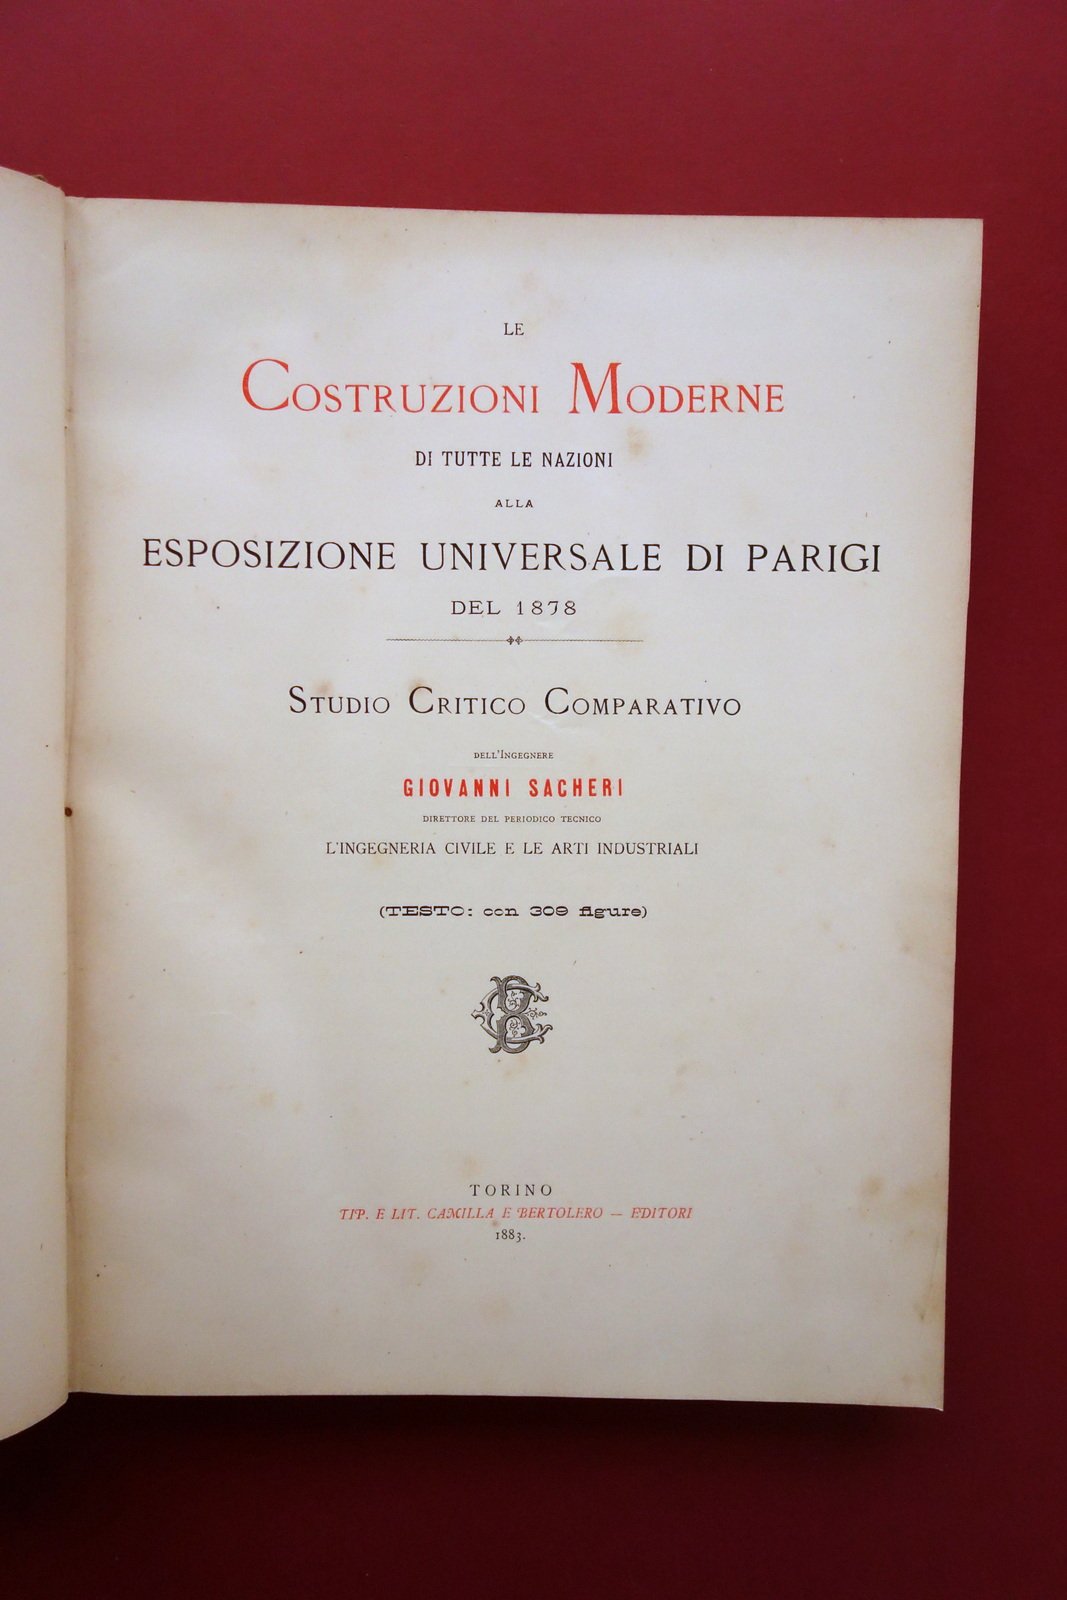 LE
COSTRUZIONI MODERNE
DI TUTTE LE NAZIONI
ALLA
ESPOSIZIONE UNIVERSALE DI PARIGI
DEL 1878
STUDIO CRITICO COMPARATIVO
DELL'INGEGNERE
GIOVANNI SACHERI
DIRETTORE DEL PERIODICO TECNICO
L'INGEGNERIA CIVILE E LE ARTI INDUSTRIALI
(TESTO: con 309 figure)
TORINO
TIP. E LIT. CAMILLA E BERTOLERO — EDITORI
1883.